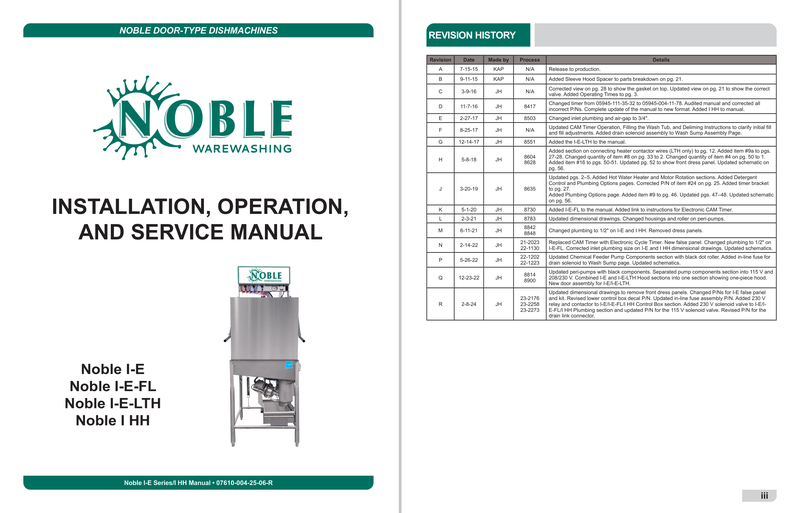 NOBLE DOOR-TYPE DISHMACHINES
NOBLE
WAREWASHING
INSTALLATION, OPERATION,
AND SERVICE MANUAL
NOBLE
Noble I-E
Noble I-E-FL
Noble I-E-LTH
Noble I HH
Noble I-E Series/I HH Manual • 07610-004-25-06-R
REVISION HISTORY
Revision Date Made by Process Details
A 7-15-15 KAP N/A Release to production.
B 9-11-15 KAP N/A Added Sleeve Hood Spacer to parts breakdown on pg. 21.
C 3-9-16 JH N/A Corrected view on pg. 28 to show the gasket on top. Updated view on pg. 21 to show the correct
valve. Added Operating Times to pg. 3.
D 11-7-16 JH 8417 Changed timer from 05945-111-35-32 to 05945-004-11-78. Audited manual and corrected all
incorrect P/Ns. Complete update of the manual to new format. Added I HH to manual.
E 2-27-17 JH 8503 Changed inlet plumbing and air-gap to 3/4".
F 8-25-17 JH N/A Updated CAM Timer Operation, Filling the Wash Tub, and Deliming Instructions to clarify initial fill
and fill adjustments. Added drain solenoid assembly to Wash Sump Assembly Page.
G 12-14-17 JH 8551 Added the I-E-LTH to the manual.
H 5-8-18 JH 8604 8628 Added section on connecting heater contactor wires (LTH only) to pg. 12. Added item #9a to pgs.
27-28. Changed quantity of item #8 on pg. 33 to 2. Changed quantity of item #4 on pg. 50 to 1.
Added item #16 to pgs. 50-51. Updated pg. 52 to show front dress panel. Updated schematic on
pg. 56.
J 3-20-19 JH 8635 Updated pgs. 2–5. Added Hot Water Heater and Motor Rotation sections. Added Detergent
Control and Plumbing Options pages. Corrected P/N of item #24 on pg. 25. Added timer bracket
to pg. 27.
Added Plumbing Options page. Added item #9 to pg. 46. Updated pgs. 47–48. Updated schematic
on pg. 56.
K 5-1-20 JH 8730 Added I-E-FL to the manual. Added link to instructions for Electronic CAM Timer.
L 2-3-21 JH 8783 Updated dimensional drawings. Changed housings and roller on peri-pumps.
M 6-11-21 JH 8842 8848 Changed plumbing to 1/2" on I-E and I HH. Removed dress panels.
N 2-14-22 JH 21-2023 22-1130 Replaced CAM Timer with Electronic Cycle Timer. New false panel. Changed plumbing to 1/2" on
I-E-FL. Corrected inlet plumbing size on I-E and I HH dimensional drawings. Updated schematics.
P 5-26-22 JH 22-1202 22-1223 Updated Chemical Feeder Pump Components section with black dot roller. Added in-line fuse for
drain solenoid to Wash Sump page. Updated schematics.
Q 12-23-22 JH 8814 8900 Updated peri-pumps with black components. Separated pump components section into 115 V and
208/230 V. Combined I-E and I-E-LTH Hood sections into one section showing one-piece hood.
New door assembly for I-E/I-E-LTH.
R 2-8-24 JH 23-2176 23-2258 23-2273 Updated dimensional drawings to remove front dress panels. Changed P/Ns for I-E false panel
and kit. Revised lower control box decal P/N. Updated in-line fuse assembly P/N. Added 230 V
relay and contactor to I-E/I-E-FL/I HH Control Box section. Added 230 V solenoid valve to I-E/I-
E-FL/I HH Plumbing section and updated P/N for the 115 V solenoid valve. Revised P/N for the
drain link connector.
iii